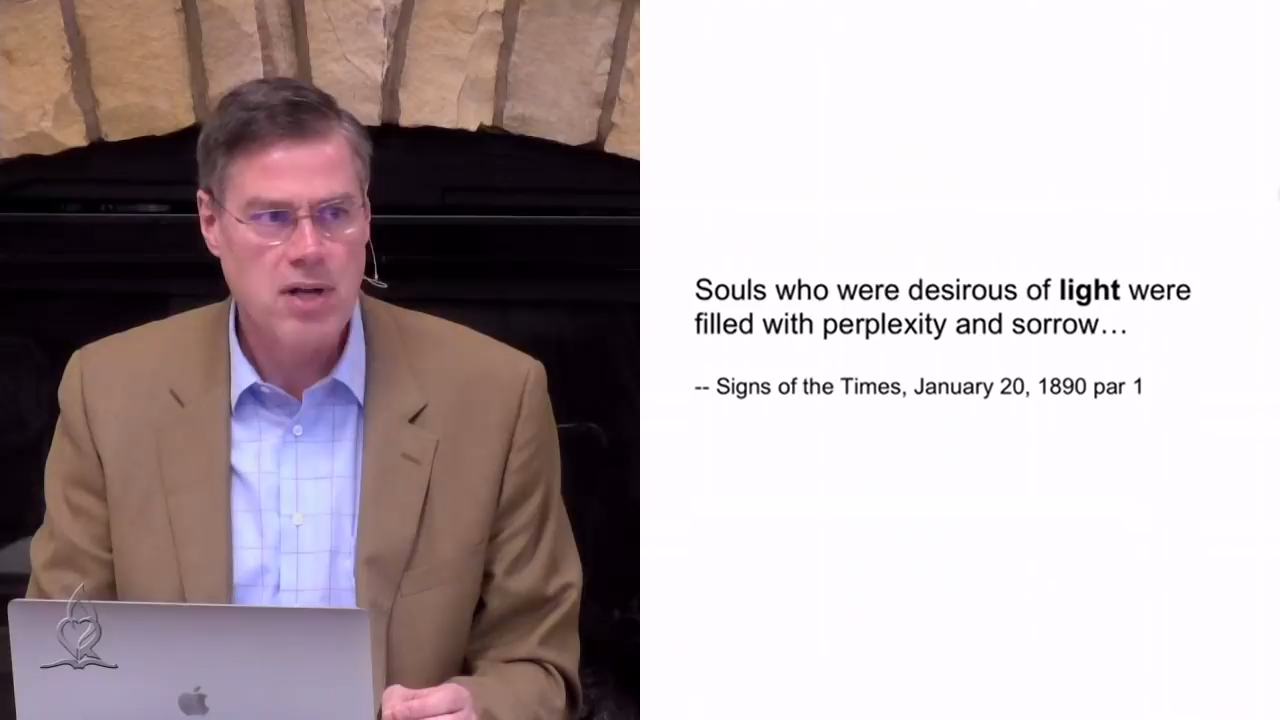 Souls who were desirous of light were
filled with perplexity and sorrow…
-- Signs of the Times, January 20, 1890 par 1